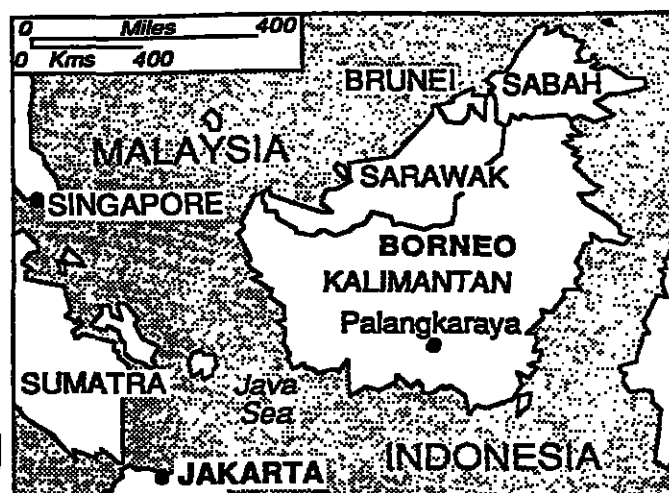 0 Miles 400
0 Kms 400
BRUNEI
SABAH
MALAYSIA
SARAWAK
SINGAPORE
BORNEO
KALIMANTAN
Palangkaraya
SUMATRA
Java
Sea
INDONESIA
JAKARTA